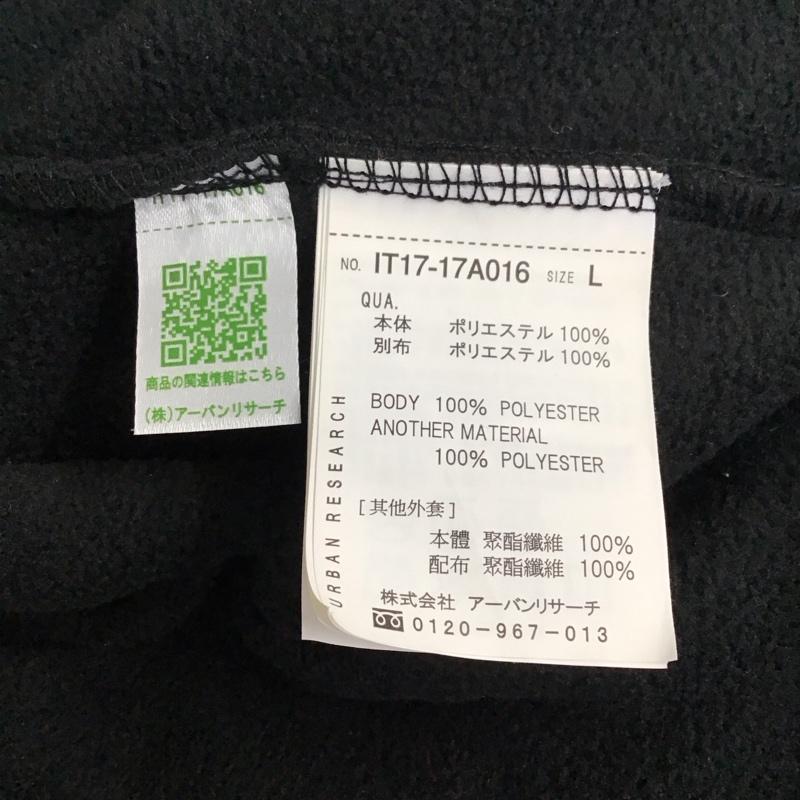 IT17-17A016
商品の関連情報はこちら
(株)アーバンリサーチ
NO. IT17-17A016 SIZE L
QUA.
本体 ポリエステル 100%
別布 ポリエステル 100%
BODY 100% POLYESTER
ANOTHER MATERIAL
100% POLYESTER
[其他外套]
本體 聚酯纖維 100%
配布 聚酯纖維 100%
株式会社 アーバンリサーチ
0120-967-013
URBAN RESEARCH